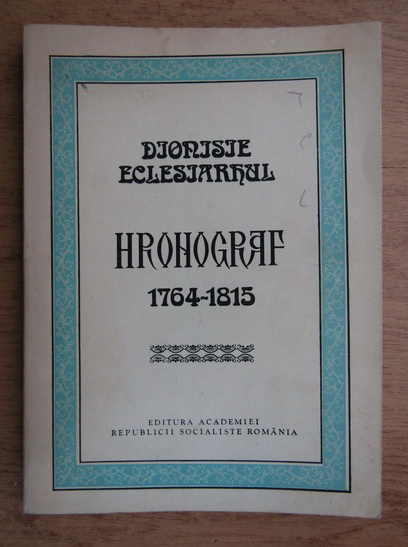 DIONISIE
ECLESIARHUL
HRONOGRAF
1764-1815
EDITURA ACADEMIEI
REPUBLICII SOCIALISTE ROMÂNIA